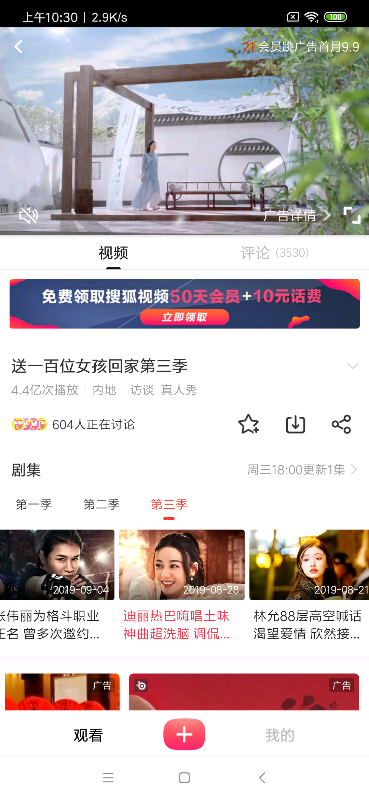 上午10:30 | 2.9K/s
100
21 会员跳广告首月9.9
广告详情
视频
评论 (3530)
免费领取搜狐视频50天会员+10元话费
立即领取
送一百位女孩回家第三季
4.4亿次播放 内地 访谈 真人秀
604人正在讨论
剧集
周三18:00更新1集
第一季 第二季 第三季
2019-09-04
2019-08-28
2019-08-21
张伟丽为格斗职业
正名 曾多次邀约...
迪丽热巴嗨唱土味
神曲超洗脑 调侃...
林允88层高空喊话
渴望爱情 欣然接...
广告
广告
观看
我的